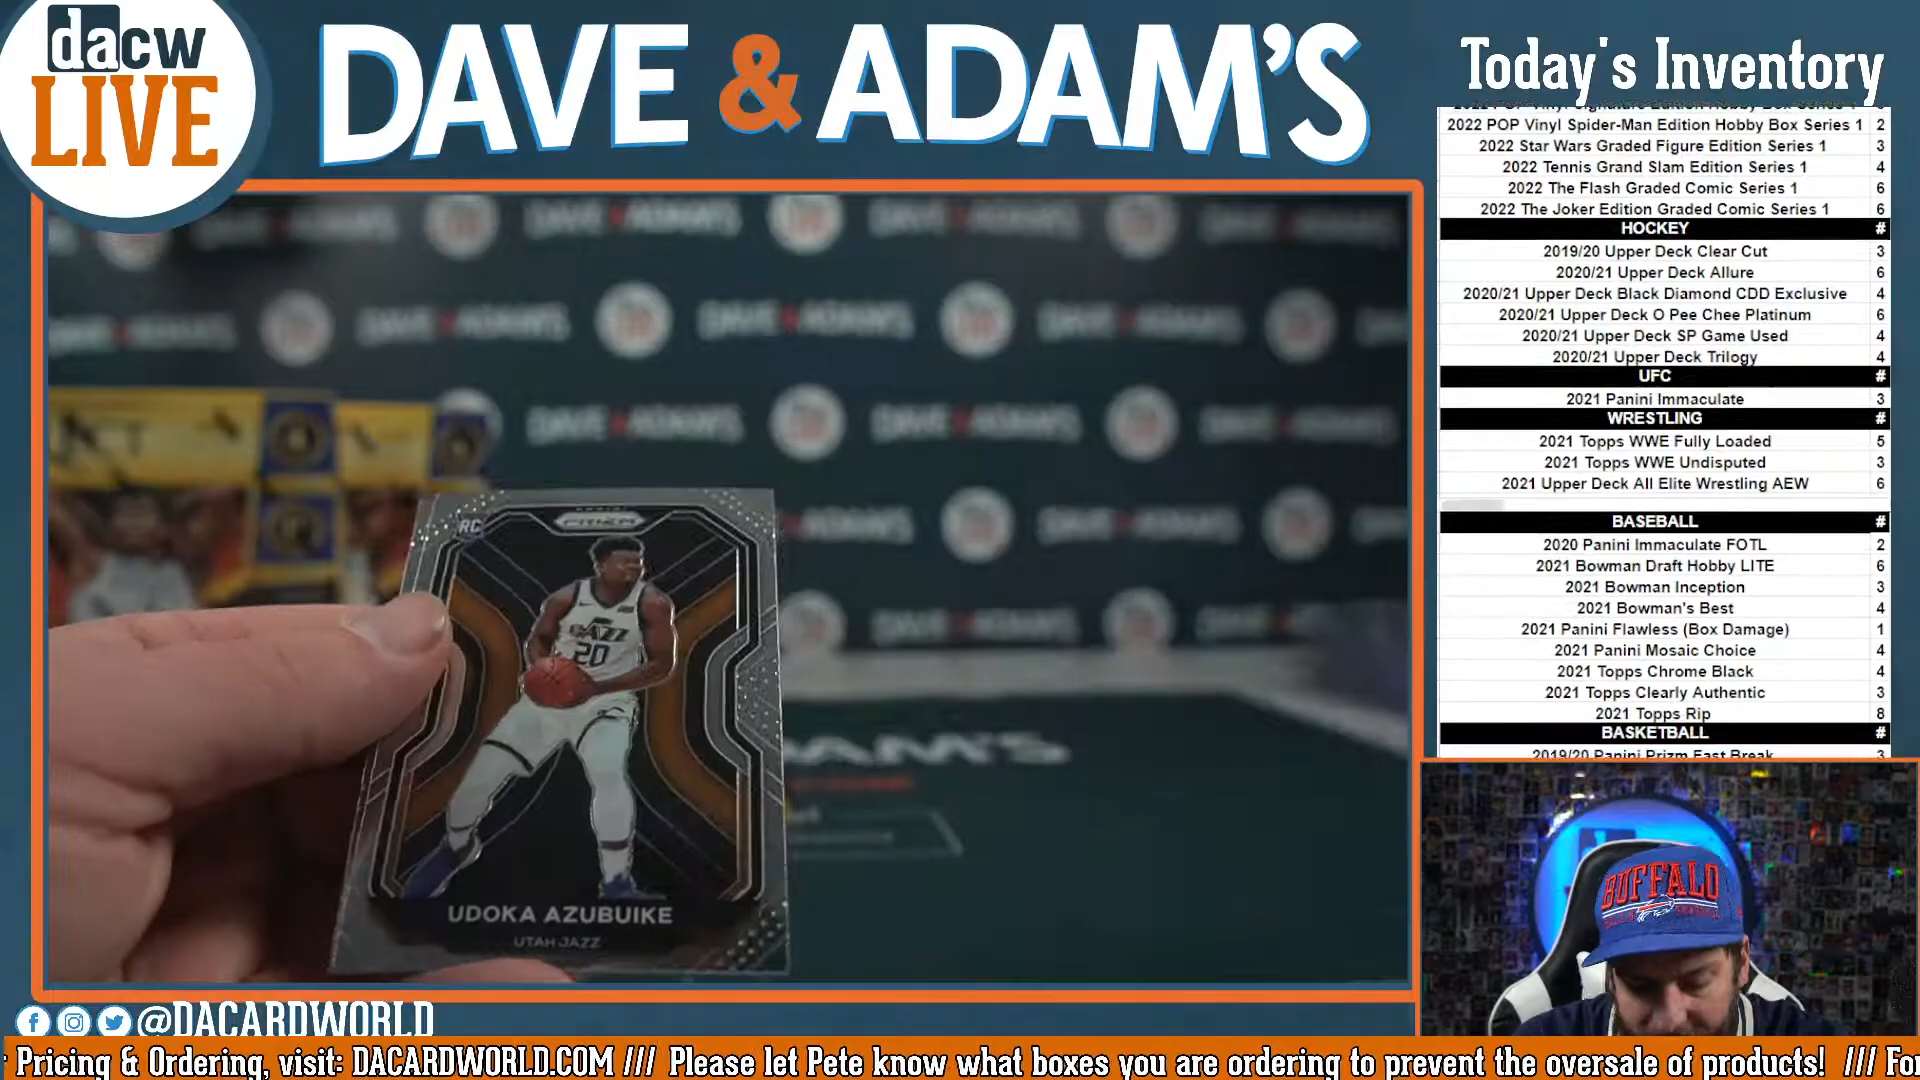 dacw
LIVE
DAVE & ADAM'S
Today's Inventory
2022 POP Vinyl Spider-Man Edition Hobby Box Series 1 2
2022 Star Wars Graded Figure Edition Series 1 3
2022 Tennis Grand Slam Edition Series 1 4
2022 The Flash Graded Comic Series 1 6
2022 The Joker Edition Graded Comic Series 1 6
HOCKEY #
2019/20 Upper Deck Clear Cut 3
2020/21 Upper Deck Allure 6
2020/21 Upper Deck Black Diamond CDD Exclusive 4
2020/21 Upper Deck O Pee Chee Platinum 6
2020/21 Upper Deck SP Game Used 4
2020/21 Upper Deck Trilogy 4
UFC #
2021 Panini Immaculate 3
WRESTLING #
2021 Topps WWE Fully Loaded 5
2021 Topps WWE Undisputed 3
2021 Upper Deck All Elite Wrestling AEW 6
BASEBALL #
2020 Panini Immaculate FOTL 2
2021 Bowman Draft Hobby LITE 6
2021 Bowman Inception 3
2021 Bowman's Best 4
2021 Panini Flawless (Box Damage) 1
2021 Panini Mosaic Choice 4
2021 Topps Chrome Black 4
2021 Topps Clearly Authentic 3
2021 Topps Rip 8
BASKETBALL #
2019/20 Panini Prizm Fast Break 3
RC
PRIZM
JAZZ
20
UDOKA AZUBUIKE
UTAH JAZZ
BUFFALO
@DACARDWORLD
Pricing & Ordering, visit: DACARDWORLD.COM /// Please let Pete know what boxes you are ordering to prevent the oversale of products! /// For